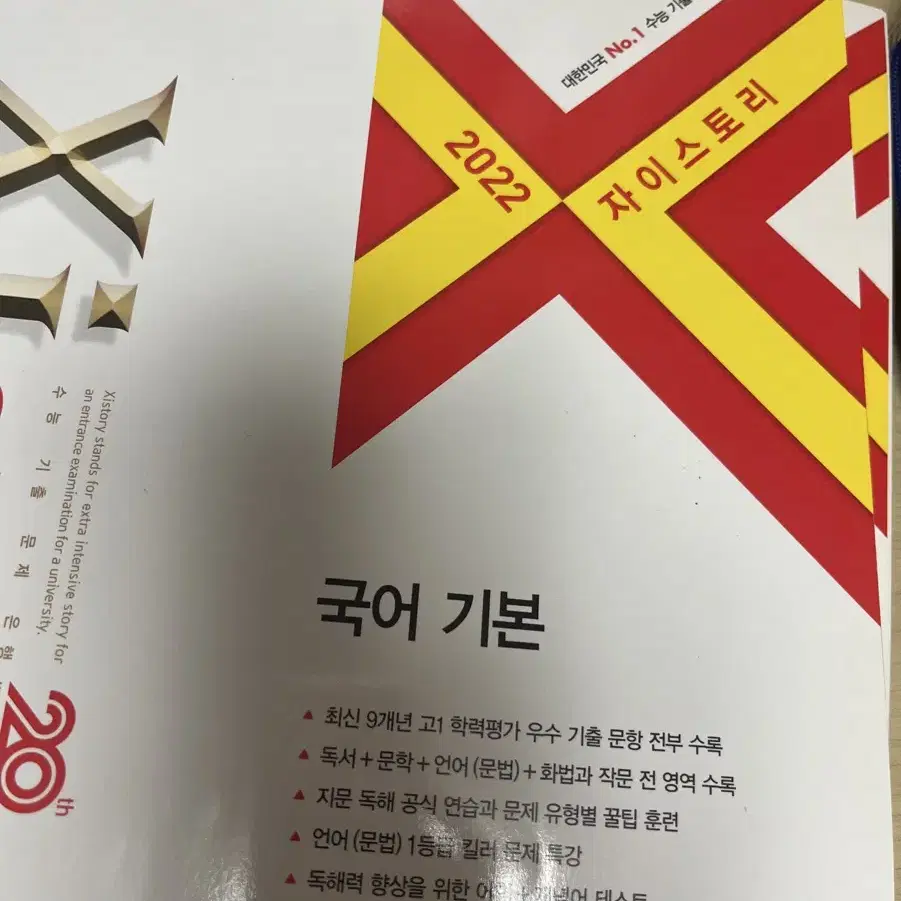 대한민국 No.1 수능 기출
2022
자이스토리
국어 기본
최신 9개년 고1 학력평가 우수 기출 문항 전부 수록
독서 + 문학 + 언어 (문법) + 화법과 작문 전 영역 수록
지문 독해 공식 연습과 문제 유형별 꿀팁 훈련
언어 (문법) 1등급 킬러 문제 특강
독해력 향상을 위한
테스트
Xi
Xistory stands for extra intensive story for
an entrance examination for a university.
수능 기출 문제 은행
20th